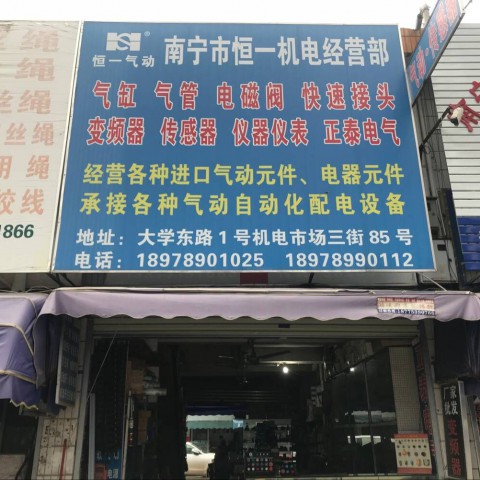 恒一气动
南宁市恒一机电经营部
气缸 气管 电磁阀 快速接头
变频器 传感器 仪器仪表 正泰电气
经营各种进口气动元件、电器元件
承接各种气动自动化配电设备
地址：大学东路1号机电市场三街85号
电话：18978901025 18978990112
绳
绳
丝绳
丝绳
用绳
绞线
1866
变频器